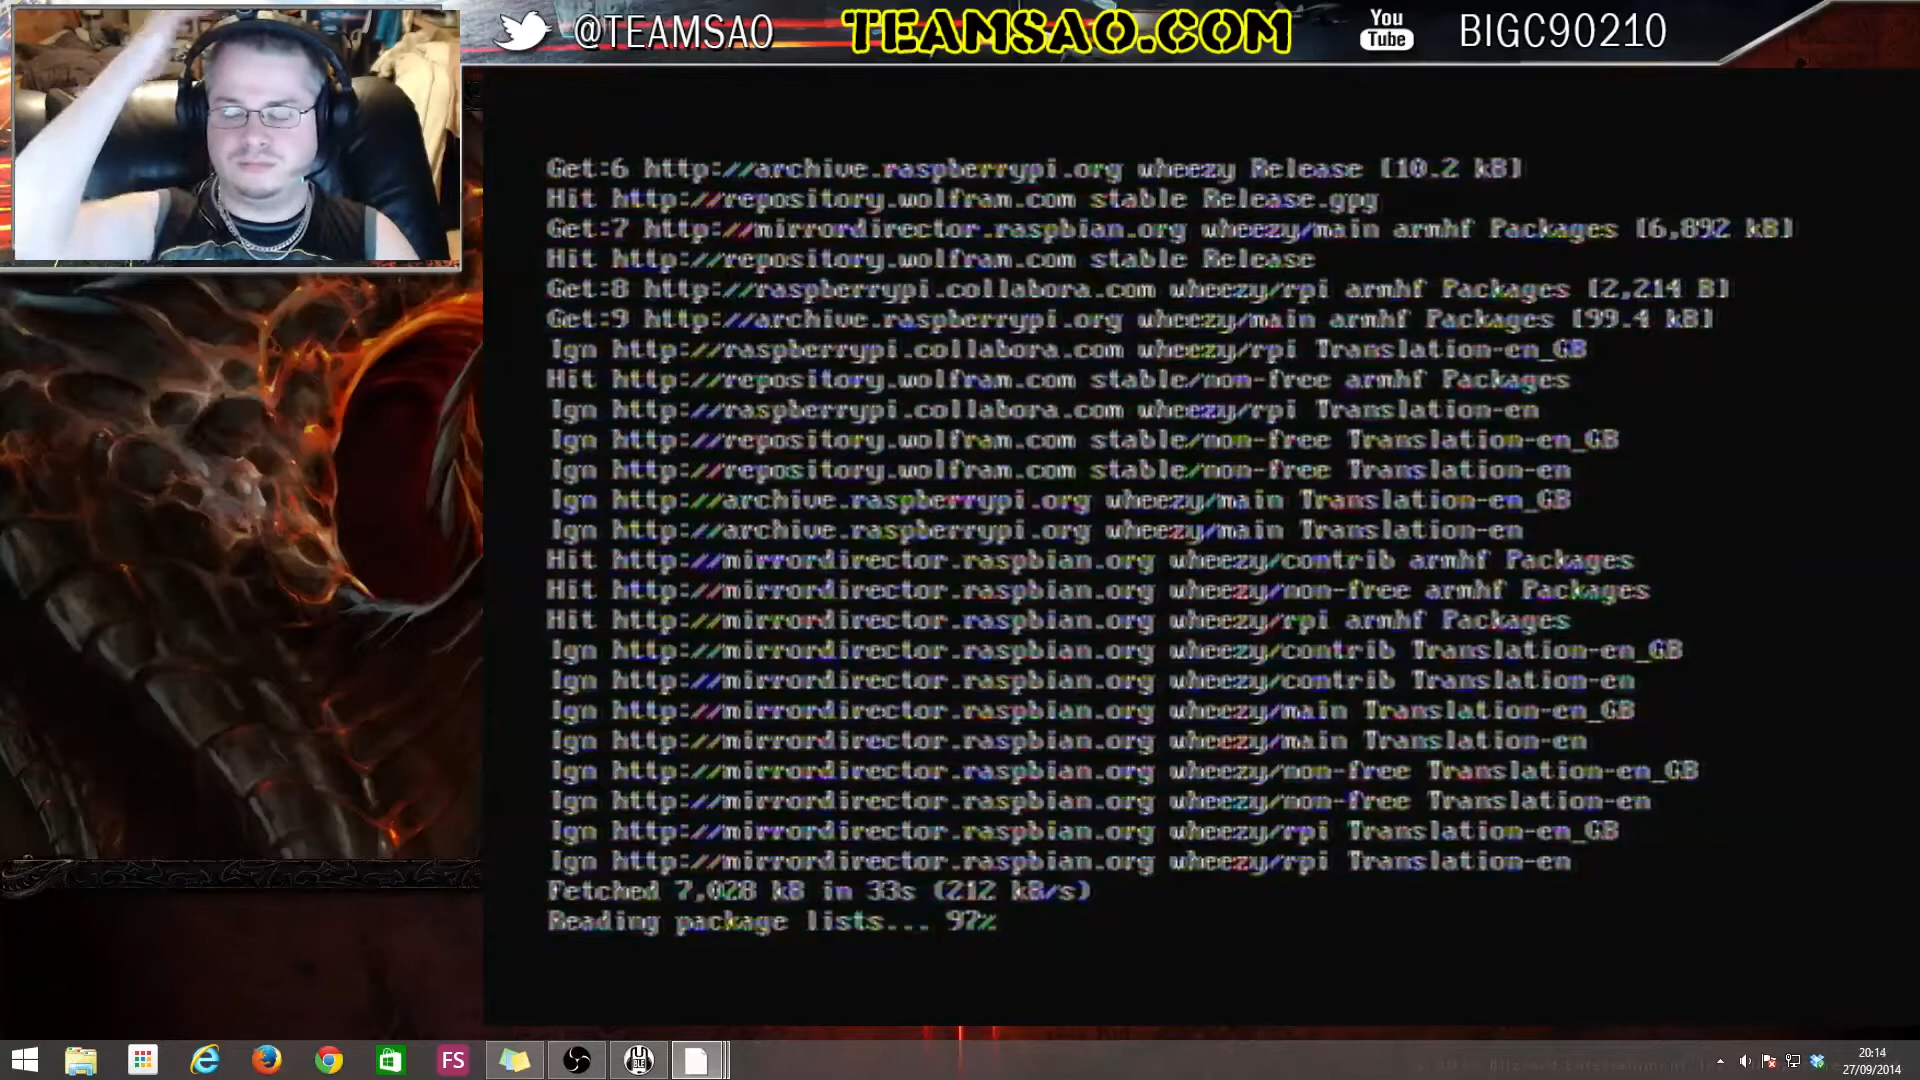 @TEAMSAO
TEAMSAO.COM
You
Tube
BIGC90210
Get:6 http://archive.raspberrypi.org wheezy Release [10.2 kB]
Hit http://repository.wolfram.com stable Release.gpg
Get:7 http://mirrordirector.raspbian.org wheezy/main armhf Packages [6,892 kB]
Hit http://repository.wolfram.com stable Release
Get:8 http://raspberrypi.collabora.com wheezy/rpi armhf Packages [2,214 B]
Get:9 http://archive.raspberrypi.org wheezy/main armhf Packages [99.4 kB]
Ign http://raspberrypi.collabora.com wheezy/rpi Translation-en_GB
Hit http://repository.wolfram.com stable/non-free armhf Packages
Ign http://raspberrypi.collabora.com wheezy/rpi Translation-en
Ign http://repository.wolfram.com stable/non-free Translation-en_GB
Ign http://repository.wolfram.com stable/non-free Translation-en
Ign http://archive.raspberrypi.org wheezy/main Translation-en_GB
Ign http://archive.raspberrypi.org wheezy/main Translation-en
Hit http://mirrordirector.raspbian.org wheezy/contrib armhf Packages
Hit http://mirrordirector.raspbian.org wheezy/non-free armhf Packages
Hit http://mirrordirector.raspbian.org wheezy/rpi armhf Packages
Ign http://mirrordirector.raspbian.org wheezy/contrib Translation-en_GB
Ign http://mirrordirector.raspbian.org wheezy/contrib Translation-en
Ign http://mirrordirector.raspbian.org wheezy/main Translation-en_GB
Ign http://mirrordirector.raspbian.org wheezy/main Translation-en
Ign http://mirrordirector.raspbian.org wheezy/non-free Translation-en_GB
Ign http://mirrordirector.raspbian.org wheezy/non-free Translation-en
Ign http://mirrordirector.raspbian.org wheezy/rpi Translation-en_GB
Ign http://mirrordirector.raspbian.org wheezy/rpi Translation-en
Fetched 7,028 kB in 33s (212 kB/s)
Reading package lists... 97%
FS
U
BLE
20:14
27/09/2014